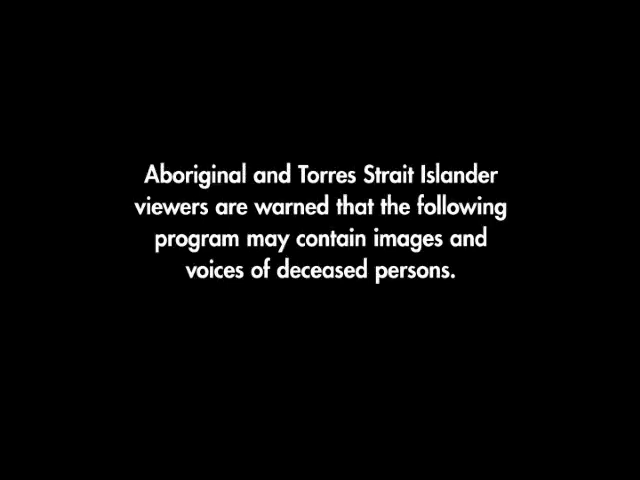 Aboriginal and Torres Strait Islander
viewers are warned that the following
program may contain images and
voices of deceased persons.